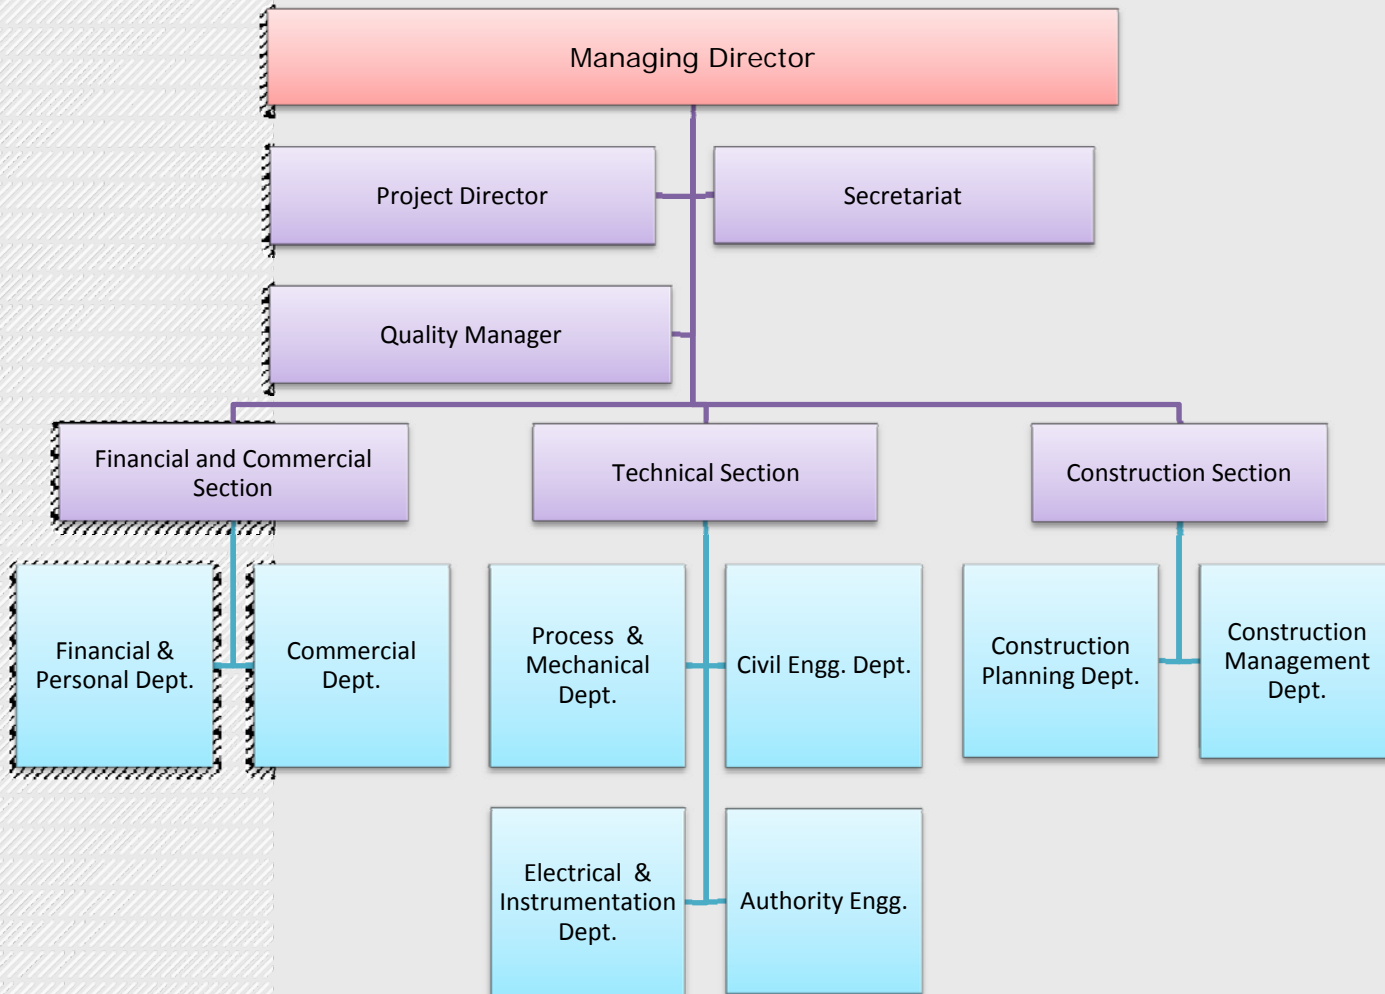 Managing Director
Project Director
Secretariat
Quality Manager
Financial and Commercial
Section
Technical Section
Construction Section
Financial &
Personal Dept.
Commercial
Dept.
Process  &
Mechanical
Dept.
Civil Engg. Dept.
Construction
Planning Dept.
Construction
Management
Dept.
Electrical  &
Instrumentation
Dept.
Authority Engg.